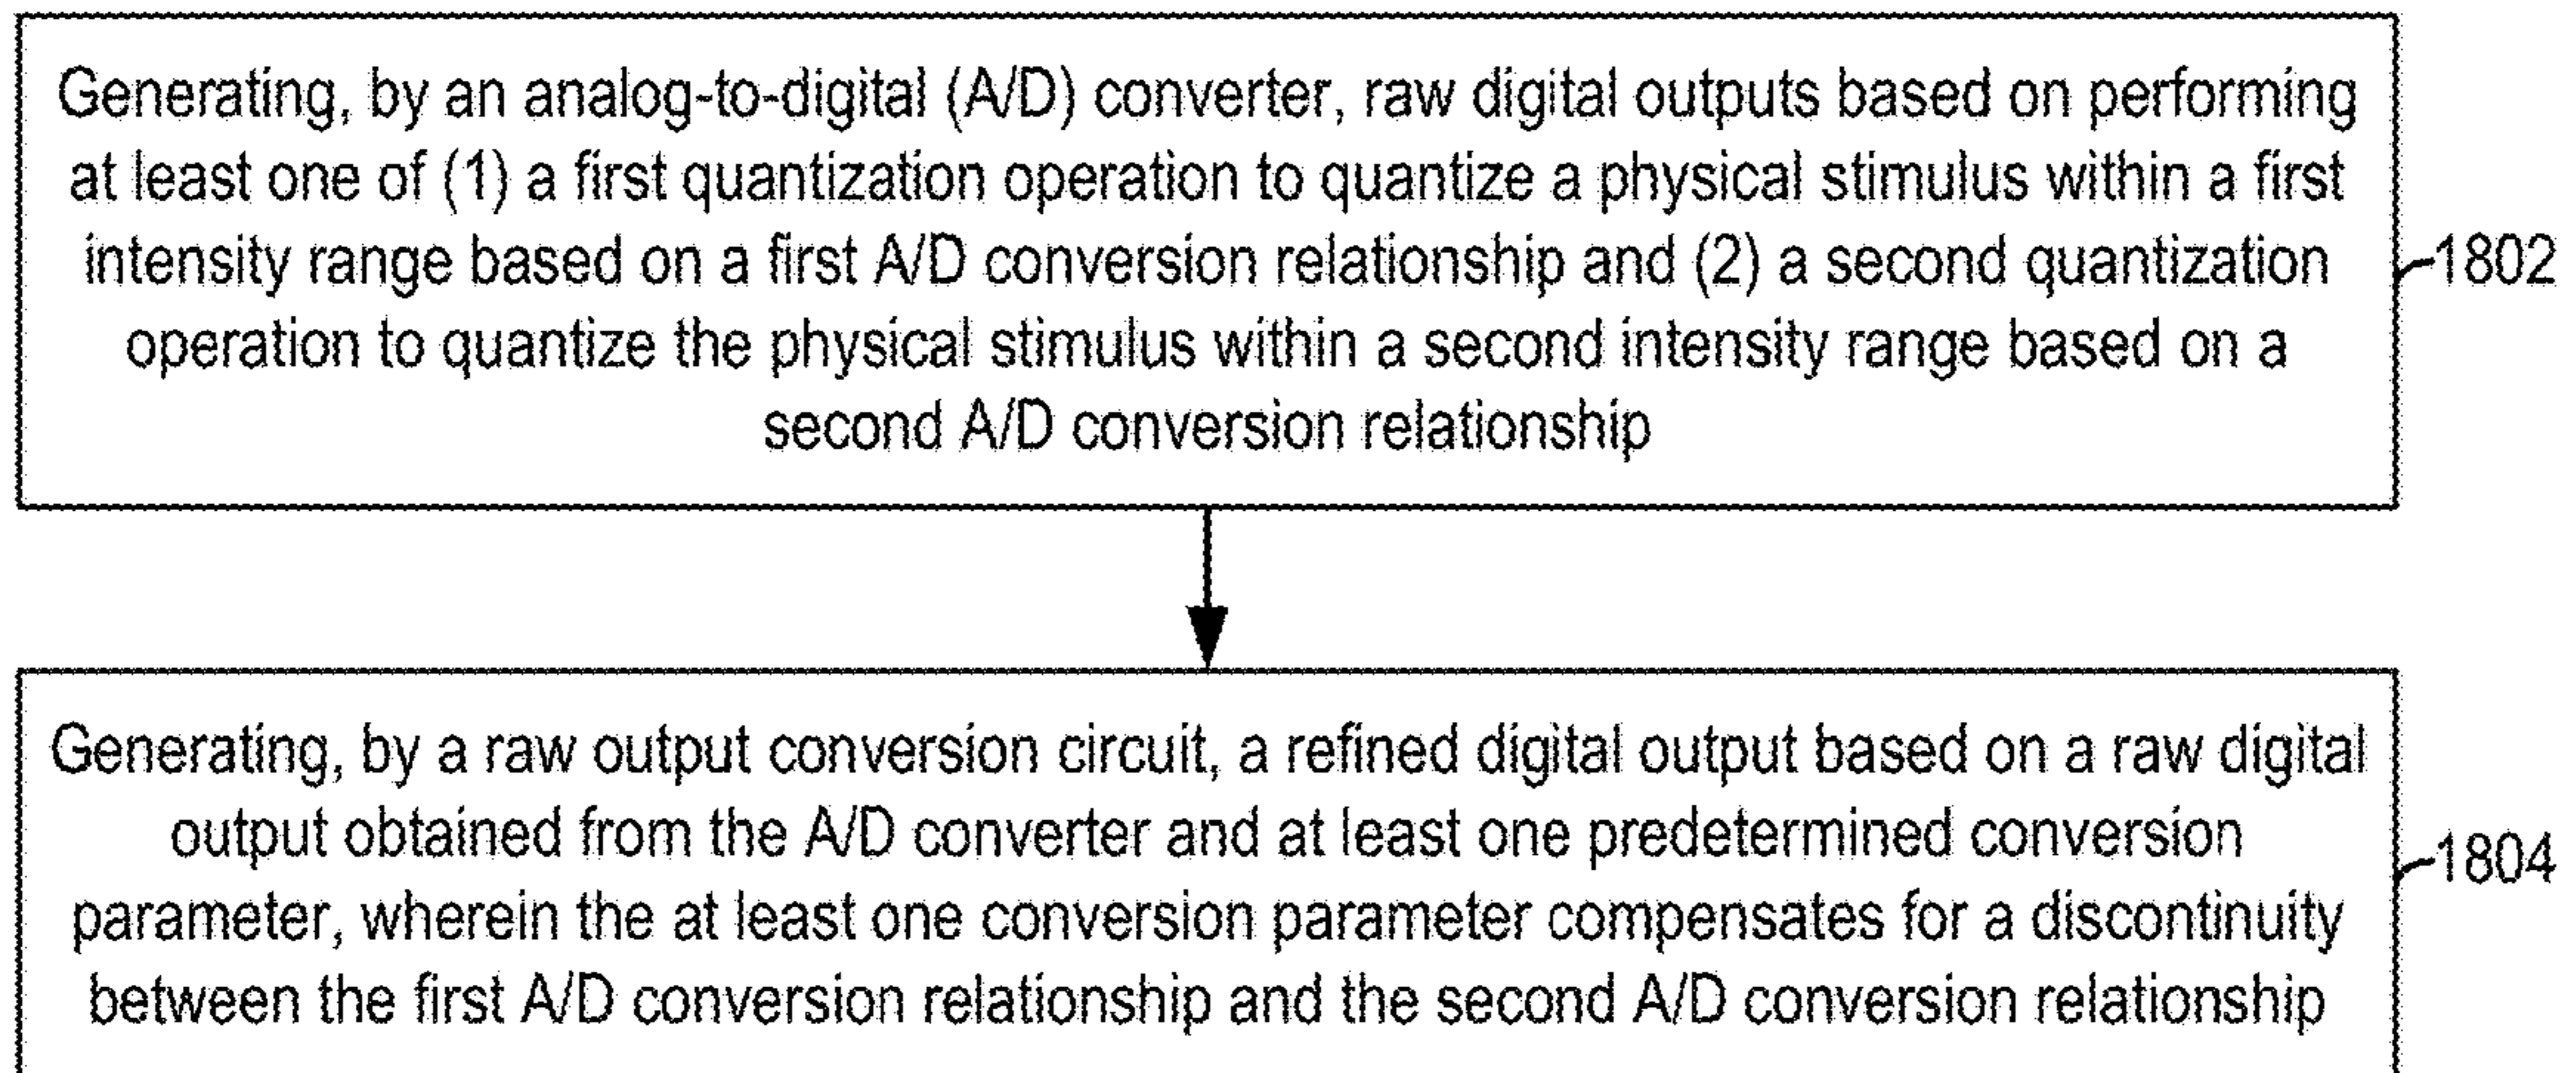 Generating, by an analog-to-digital (A/D) converter, raw digital outputs based on performing
at least one of (1) a first quantization operation to quantize a physical stimulus within a first
intensity range based on a first A/D conversion relationship and (2) a second quantization
operation to quantize the physical stimulus within a second intensity range based on a
second A/D conversion relationship
1802
Generating, by a raw output conversion circuit, a refined digital output based on a raw digital
output obtained from the A/D converter and at least one predetermined conversion
parameter, wherein the at least one conversion parameter compensates for a discontinuity
between the first A/D conversion relationship and the second A/D conversion relationship
1804